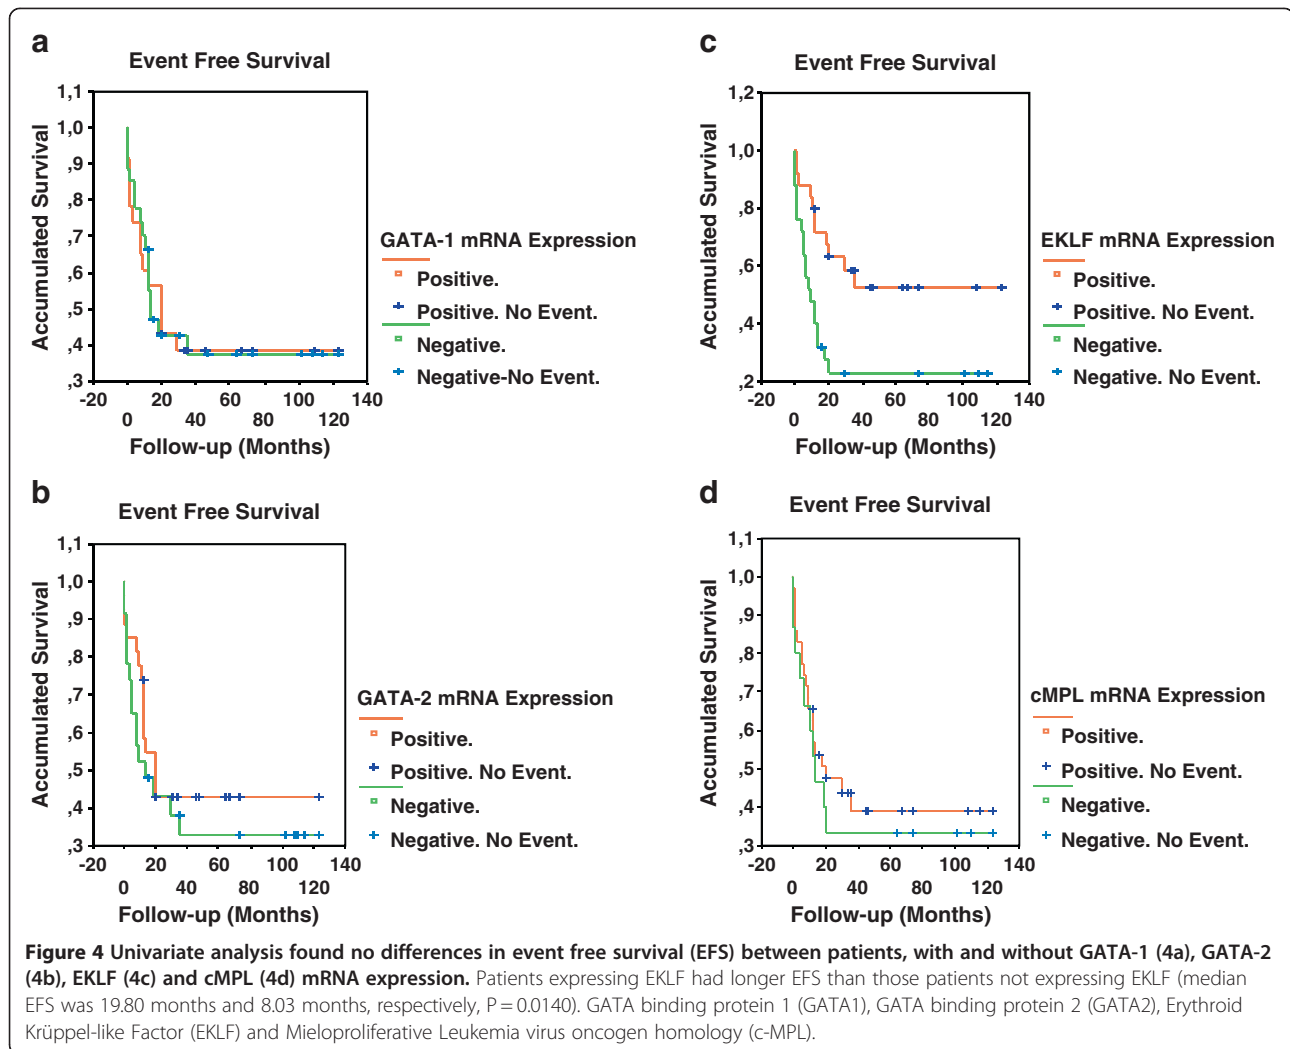 a
Event Free Survival
Accumulated Survival
1,1
1,0
,9
,8
,7
,6
,5
,4
,3
-20 20 60 100 140
0 40 80 120
Follow-up (Months)
GATA-1 mRNA Expression
Positive.
Positive. No Event.
Negative.
Negative-No Event.
b
Event Free Survival
Accumulated Survival
1,1
1,0
,9
,8
,7
,6
,5
,4
,3
-20 20 60 100 140
0 40 80 120
Follow-up (Months)
GATA-2 mRNA Expression
Positive.
Positive. No Event.
Negative.
Negative. No Event.
c
Event Free Survival
Accumulated Survival
1,2
1,0
,8
,6
,4
,2
-20 20 60 100 140
0 40 80 120
Follow-up (Months)
EKLF mRNA Expression
Positive.
Positive. No Event.
Negative.
Negative. No Event.
d
Event Free Survival
Accumulated Survival
1,1
1,0
,9
,8
,7
,6
,5
,4
,3
-20 20 60 100 140
0 40 80 120
Follow-up (Months)
cMPL mRNA Expression
Positive.
Positive. No Event.
Negative.
Negative. No Event.
Figure 4 Univariate analysis found no differences in event free survival (EFS) between patients, with and without GATA-1 (4a), GATA-2
(4b), EKLF (4c) and cMPL (4d) mRNA expression. Patients expressing EKLF had longer EFS than those patients not expressing EKLF (median
EFS was 19.80 months and 8.03 months, respectively, P = 0.0140). GATA binding protein 1 (GATA1), GATA binding protein 2 (GATA2), Erythroid
Krüppel-like Factor (EKLF) and Mieloproliferative Leukemia virus oncogen homology (c-MPL).